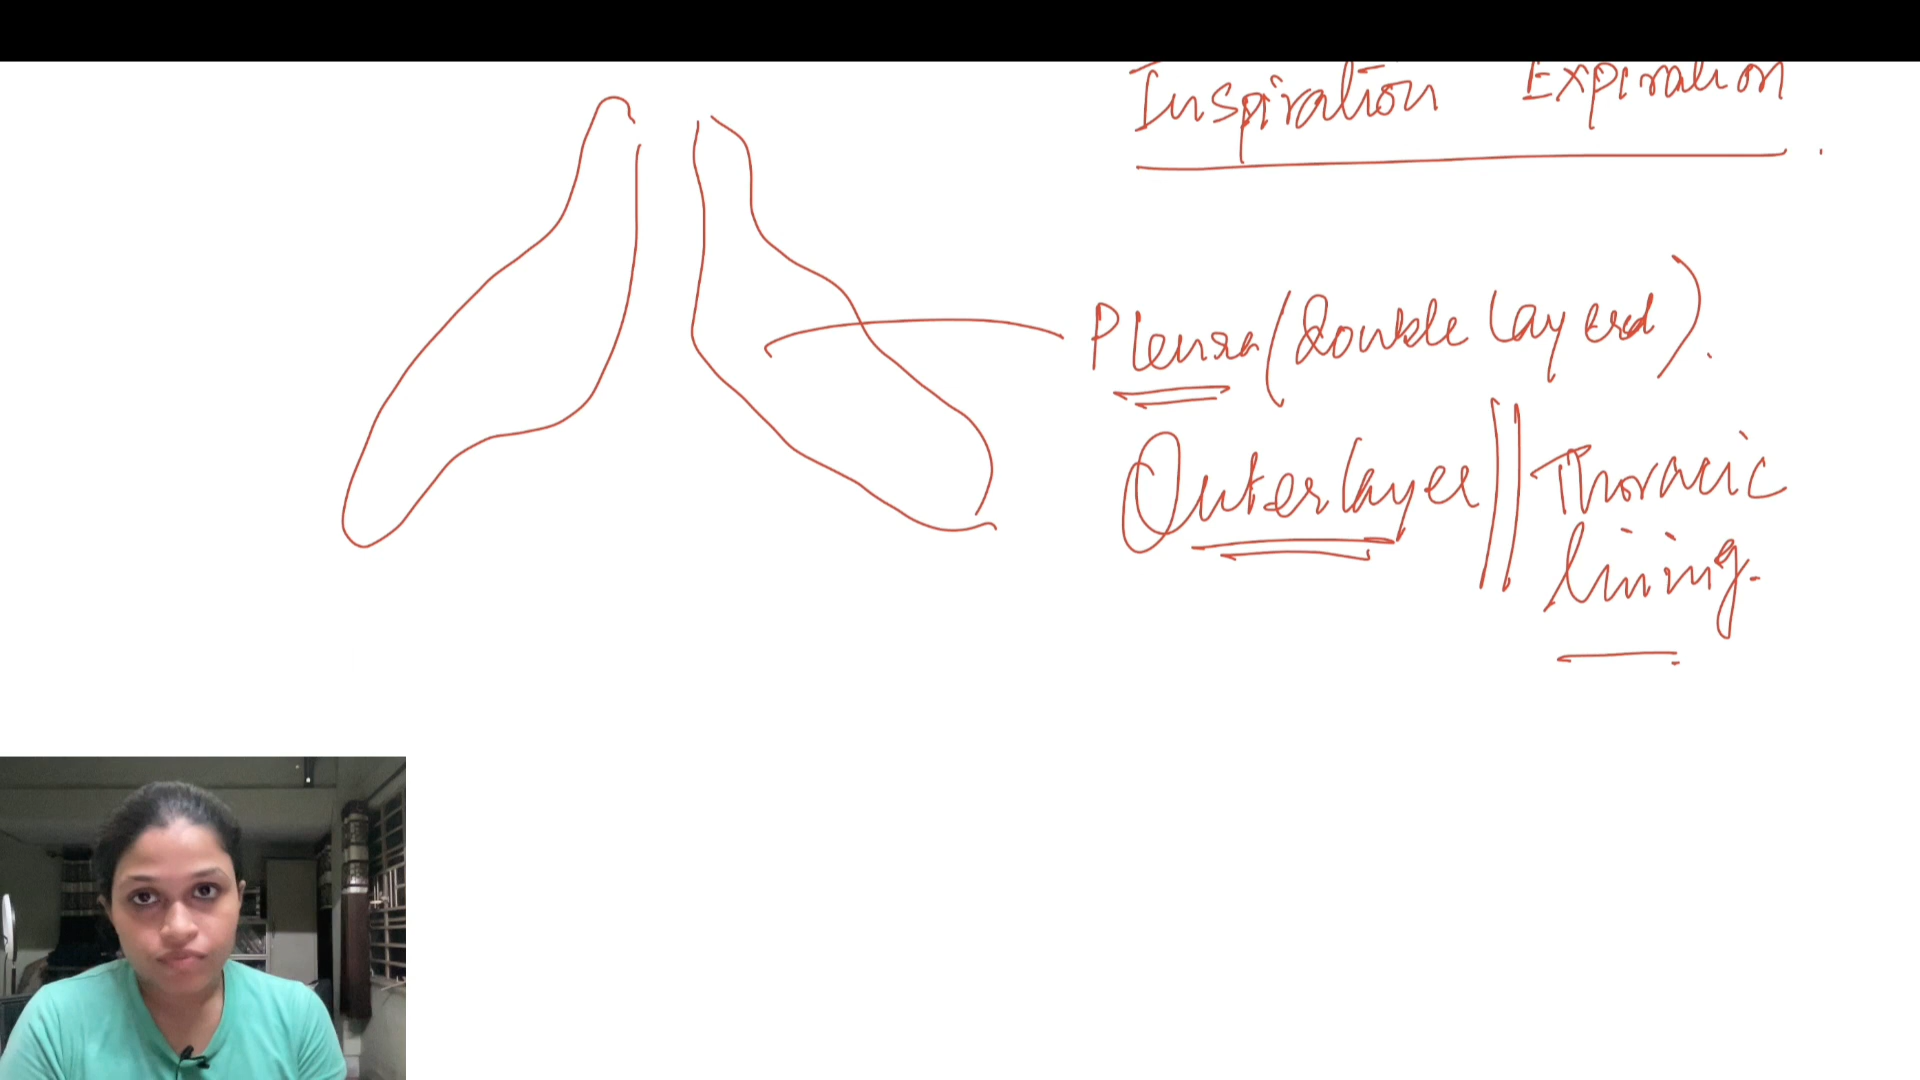 Inspiration Expiration
Pleura (Double layered).
Outer layer || Thoracic
lining.